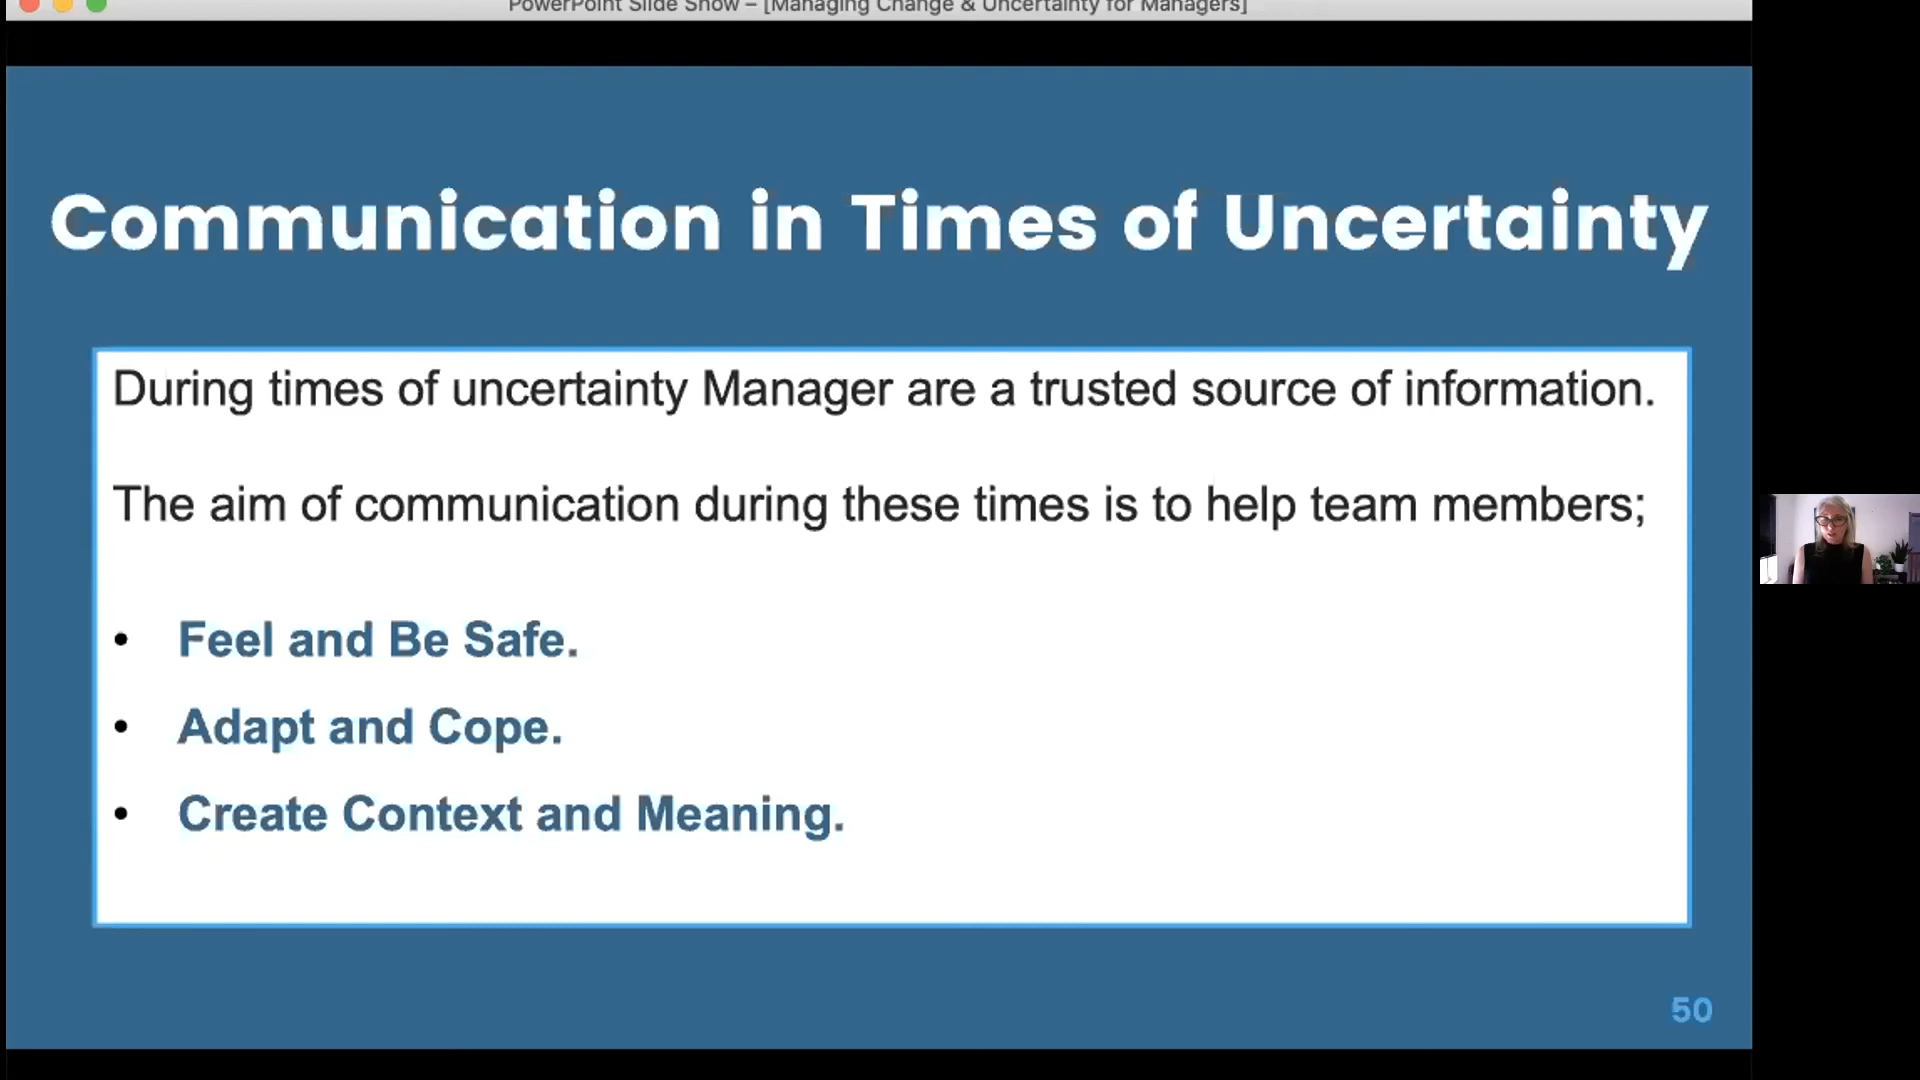 PowerPoint Slide Show – [Managing Change & Uncertainty for Managers]
Communication in Times of Uncertainty
During times of uncertainty Manager are a trusted source of information.
The aim of communication during these times is to help team members;
• Feel and Be Safe.
• Adapt and Cope.
• Create Context and Meaning.
50